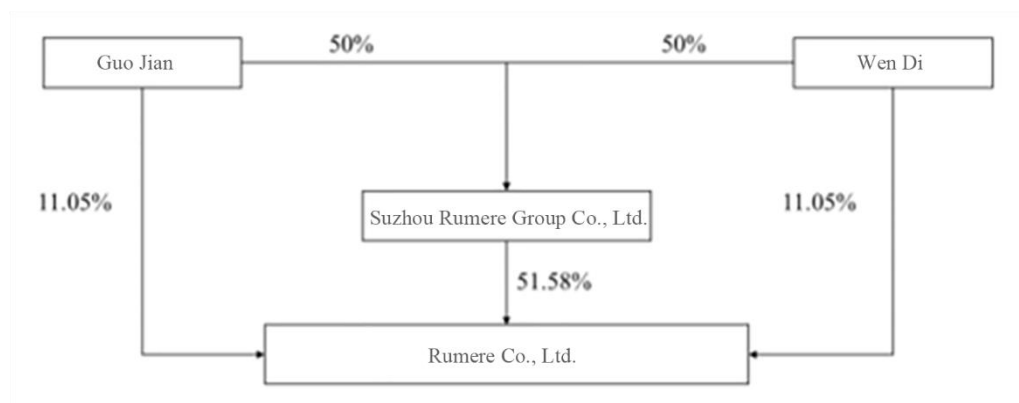 50%
50%
Guo Jian
Wen Di
11.05%
11.05%
Suzhou Rumere Group Co., Ltd.
51.58%
Rumere Co., Ltd.